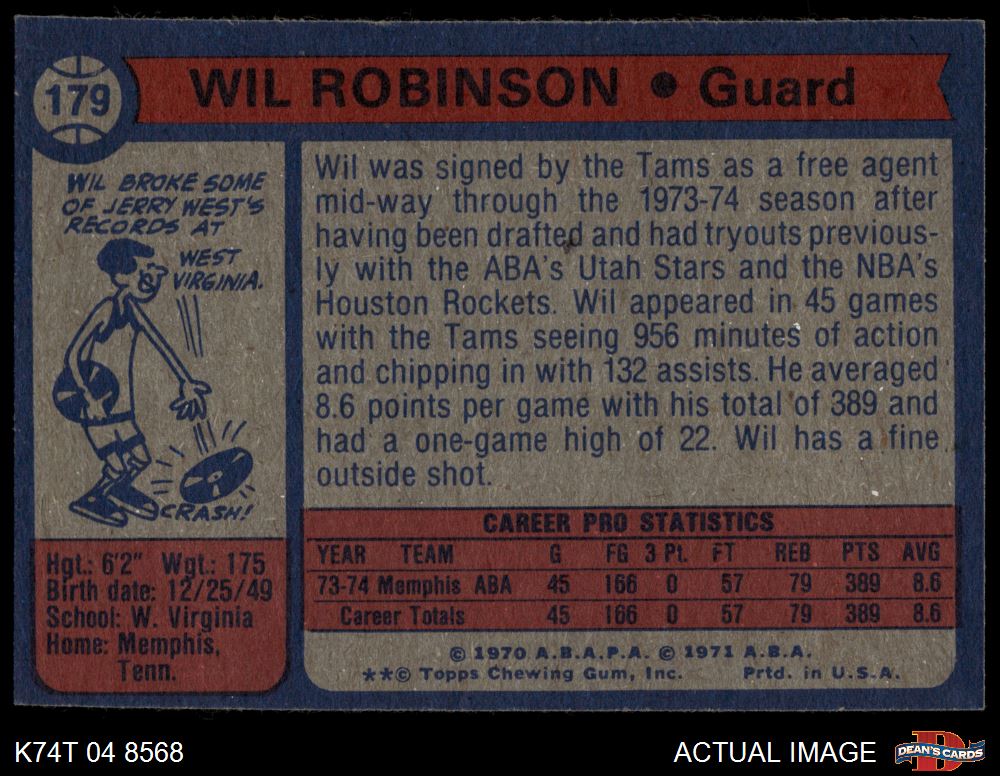 179
WIL ROBINSON • Guard
WIL BROKE SOME
OF JERRY WEST'S
RECORDS AT
WEST
VIRGINIA.
CRASH!
Hgt.: 6'2" Wgt.: 175
Birth date: 12/25/49
School: W. Virginia
Home: Memphis,
Tenn.
Wil was signed by the Tams as a free agent
mid-way through the 1973-74 season after
having been drafted and had tryouts previous-
ly with the ABA's Utah Stars and the NBA's
Houston Rockets. Wil appeared in 45 games
with the Tams seeing 956 minutes of action
and chipping in with 132 assists. He averaged
8.6 points per game with his total of 389 and
had a one-game high of 22. Wil has a fine
outside shot.
CAREER PRO STATISTICS
YEAR TEAM G FG 3 Pt. FT REB PTS AVG
73-74 Memphis ABA 45 166 0 57 79 389 8.6
Career Totals 45 166 0 57 79 389 8.6
© 1970 A.B.A.P.A. © 1971 A.B.A.
**© Topps Chewing Gum, Inc. Prtd. in U.S.A.
K74T 04 8568
ACTUAL IMAGE
DEAN'S CARDS